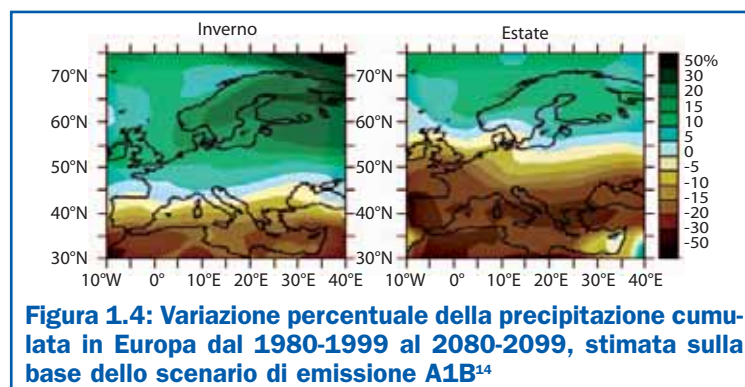 Inverno
Estate
70°N
60°N
50°N
40°N
30°N
10°W 0° 10°E 20°E 30°E 40°E
70°N
60°N
50°N
40°N
30°N
10°W 0° 10°E 20°E 30°E 40°E
50%
30
20
15
10
5
0
-5
-10
-15
-20
-30
-50
Figura 1.4: Variazione percentuale della precipitazione cumu-
lata in Europa dal 1980-1999 al 2080-2099, stimata sulla
base dello scenario di emissione A1B¹⁴